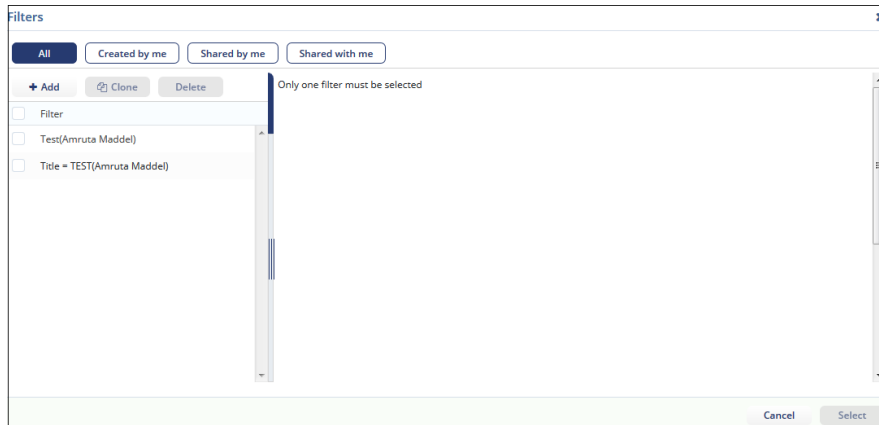 Filters
All Created by me Shared by me Shared with me
+ Add Clone Delete
Only one filter must be selected
Filter
Test(Amruta Maddel)
Title = TEST(Amruta Maddel)
Cancel Select